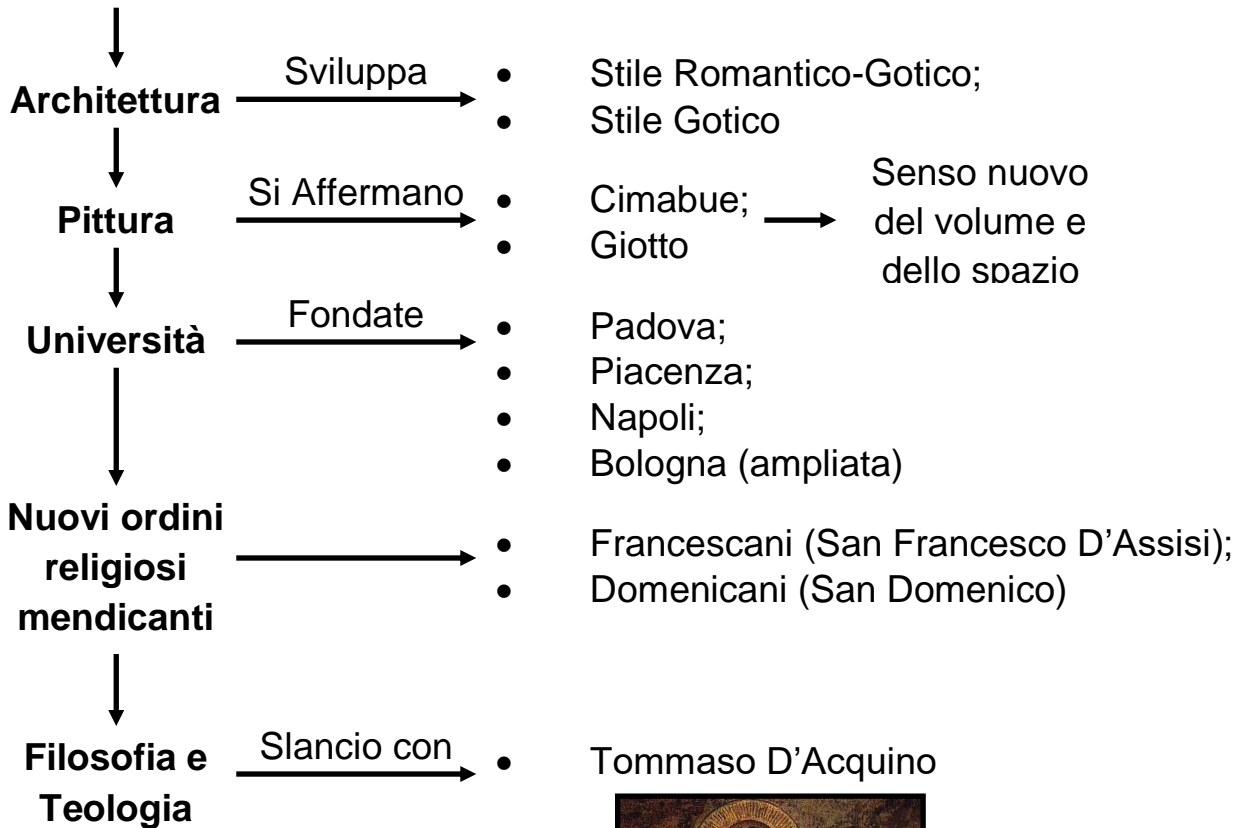 Architettura
Sviluppa
• Stile Romantico-Gotico;
• Stile Gotico
Pittura
Si Affermano
• Cimabue;
• Giotto
Senso nuovo
del volume e
dello spazio
Università
Fondate
• Padova;
• Piacenza;
• Napoli;
• Bologna (ampliata)
Nuovi ordini
religiosi
mendicanti
• Francescani (San Francesco D’Assisi);
• Domenicani (San Domenico)
Filosofia e
Teologia
Slancio con
• Tommaso D’Acquino